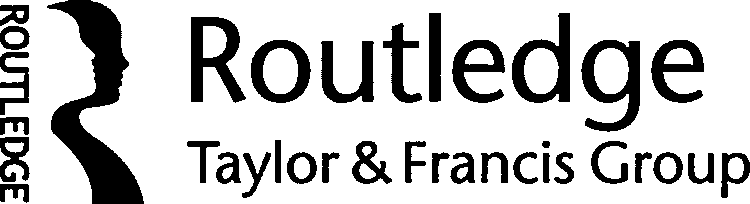 ROUTLEDGE
Routledge
Taylor & Francis Group